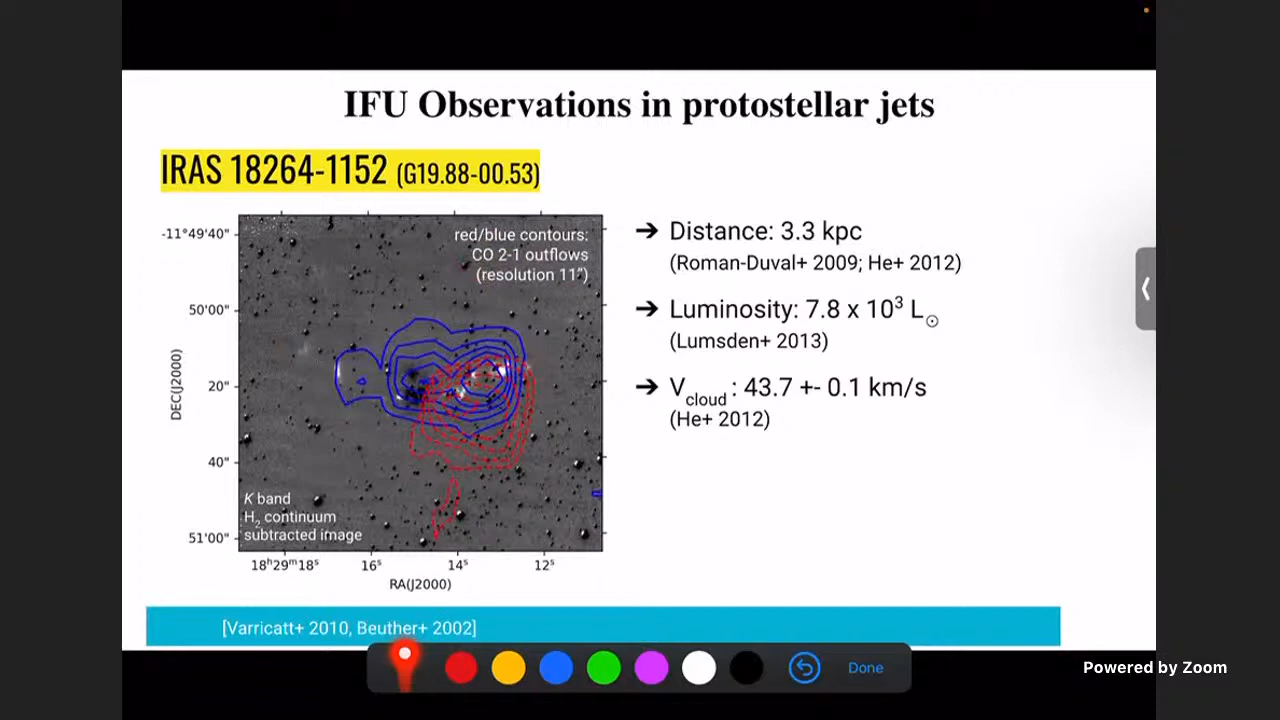 IFU Observations in protostellar jets
IRAS 18264-1152 (G19.88-00.53)
-11°49'40"
50'00"
20"
40"
51'00"
DEC(J2000)
red/blue contours:
CO 2-1 outflows
(resolution 11")
K band
H₂ continuum
subtracted image
18ʰ29ᵐ18ˢ
16ˢ
14ˢ
12ˢ
RA(J2000)
➔ Distance: 3.3 kpc
(Roman-Duval+ 2009; He+ 2012)
➔ Luminosity: 7.8 x 10³ L☉
(Lumsden+ 2013)
➔ Vcloud : 43.7 +- 0.1 km/s
(He+ 2012)
[Varricatt+ 2010, Beuther+ 2002]
Done
Powered by Zoom